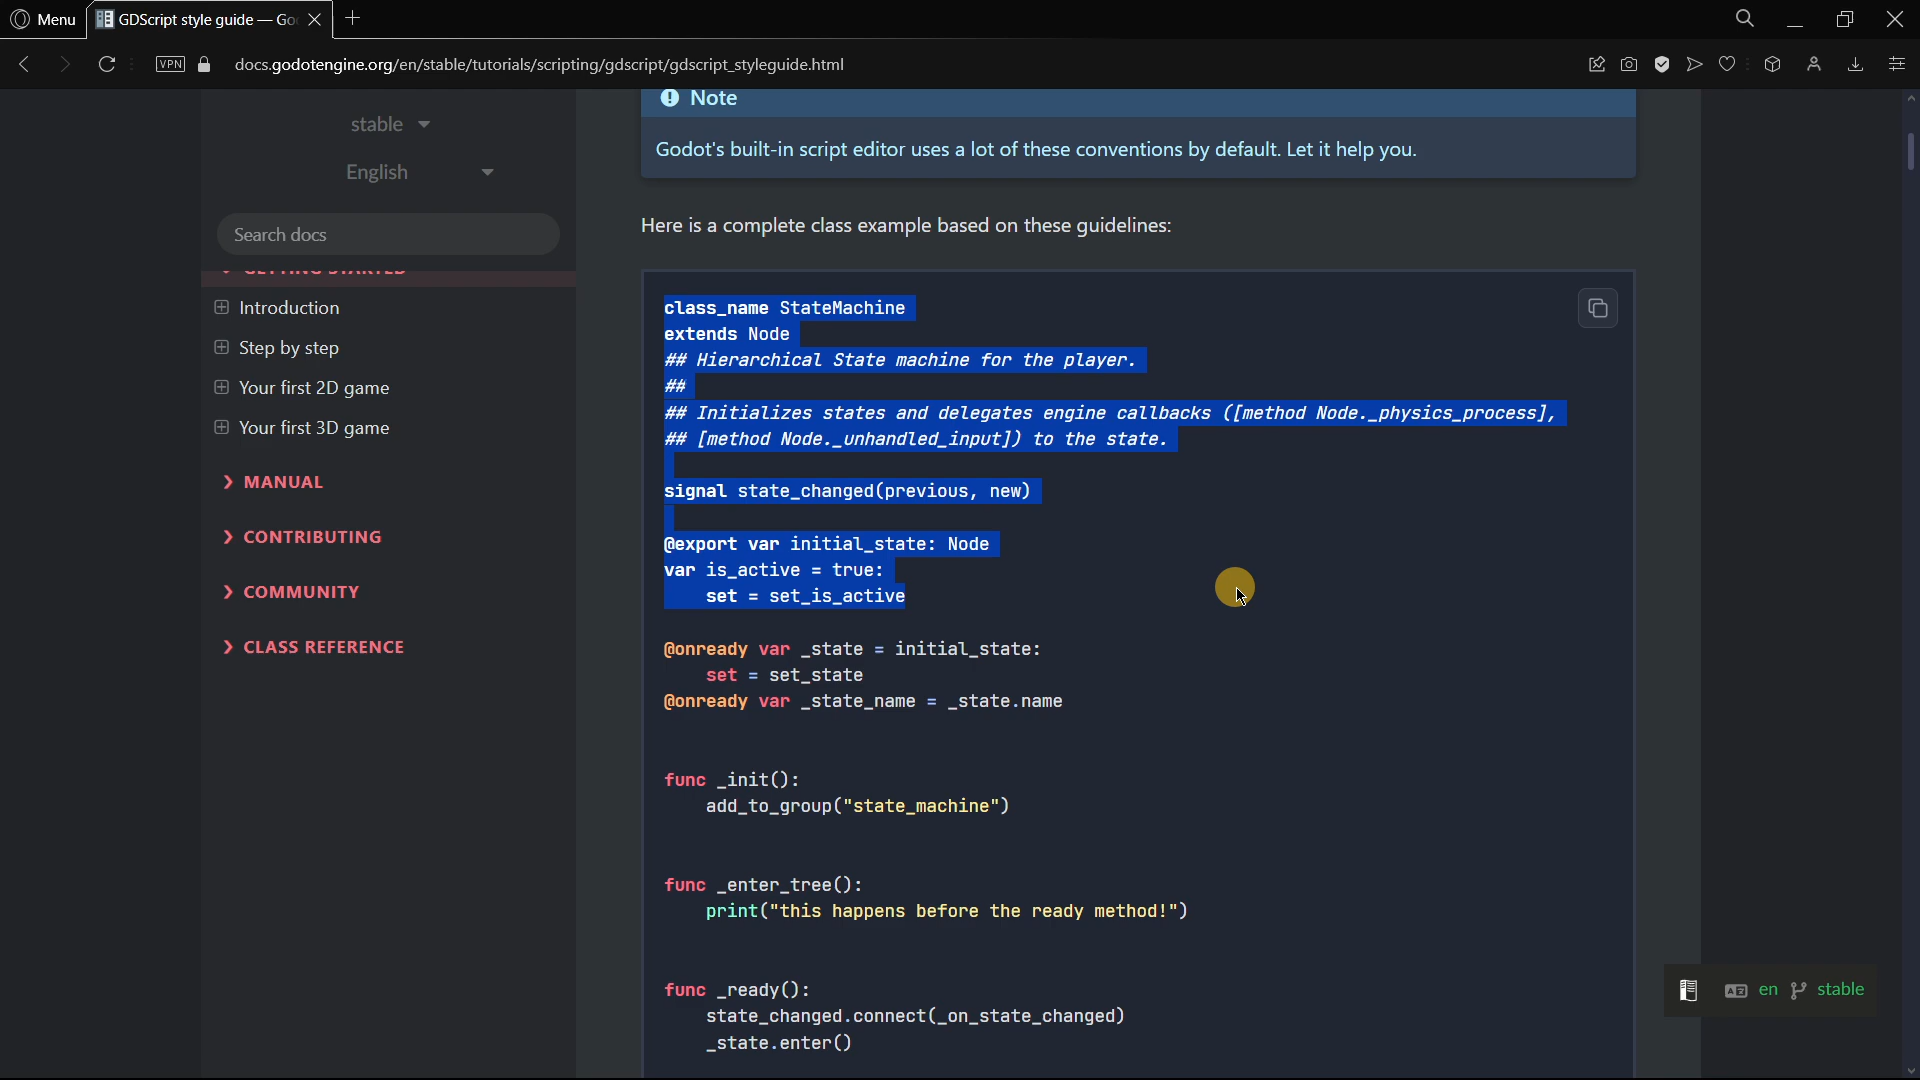 Menu
GDScript style guide — Go
VPN
docs.godotengine.org/en/stable/tutorials/scripting/gdscript/gdscript_styleguide.html
stable
English
Search docs
GETTING STARTED
Introduction
Step by step
Your first 2D game
Your first 3D game
MANUAL
CONTRIBUTING
COMMUNITY
CLASS REFERENCE
Note
Godot's built-in script editor uses a lot of these conventions by default. Let it help you.
Here is a complete class example based on these guidelines:
class_name StateMachine
extends Node
## Hierarchical State machine for the player.
##
## Initializes states and delegates engine callbacks ([method Node._physics_process],
## [method Node._unhandled_input]) to the state.
signal state_changed(previous, new)
@export var initial_state: Node
var is_active = true:
    set = set_is_active
@onready var _state = initial_state:
    set = set_state
@onready var _state_name = _state.name
func _init():
    add_to_group("state_machine")
func _enter_tree():
    print("this happens before the ready method!")
func _ready():
    state_changed.connect(_on_state_changed)
    _state.enter()
en stable